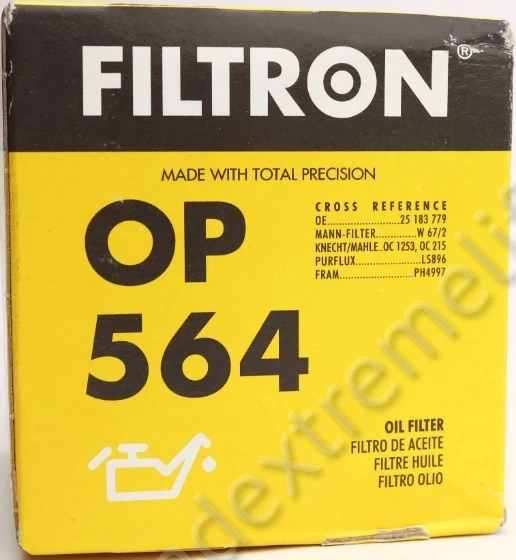 FILTRON®
MADE WITH TOTAL PRECISION
OP
564
CROSS REFERENCE
OE........................25 183 779
MANN-FILTER.............W 67/2
KNECHT/MAHLE..OC 1253, OC 215
PURFLUX......................LS896
FRAM.........................PH4997
OIL FILTER
FILTRO DE ACEITE
FILTRE HUILE
FILTRO OLIO